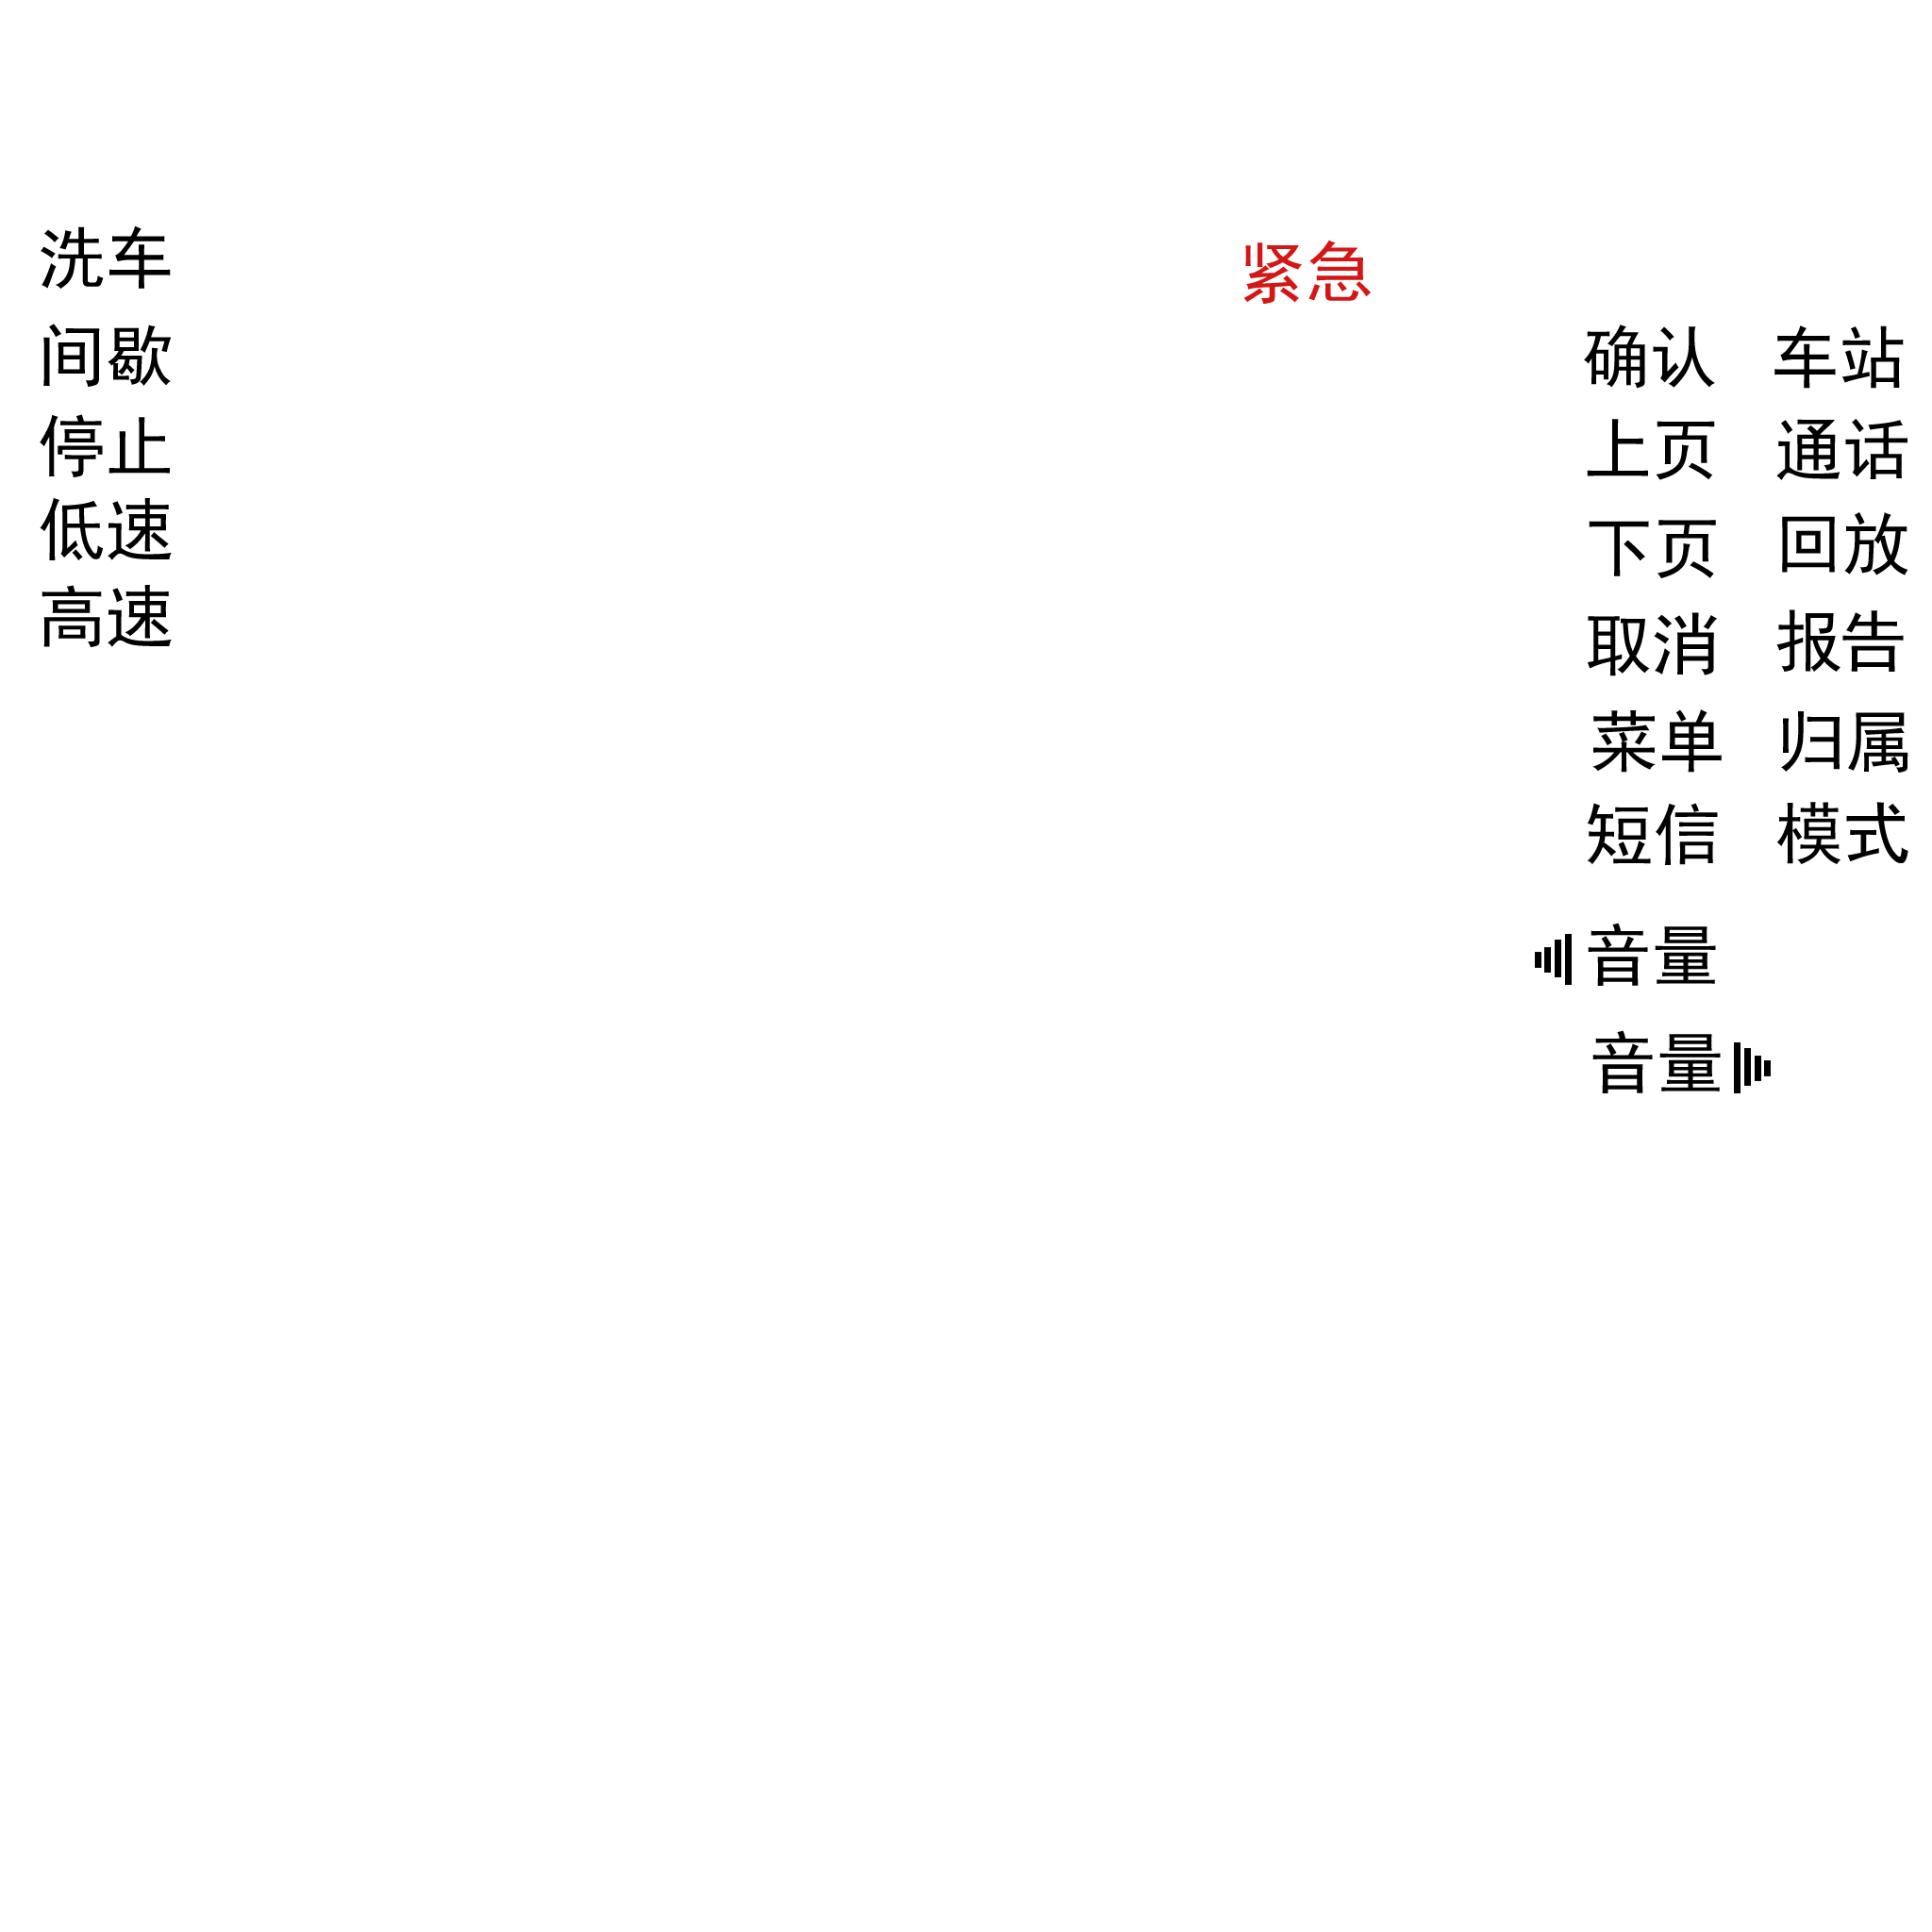 洗车
间歇
停止
低速
高速
紧急
确认 车站
上页 通话
下页 回放
取消 报告
菜单 归属
短信 模式
音量
音量